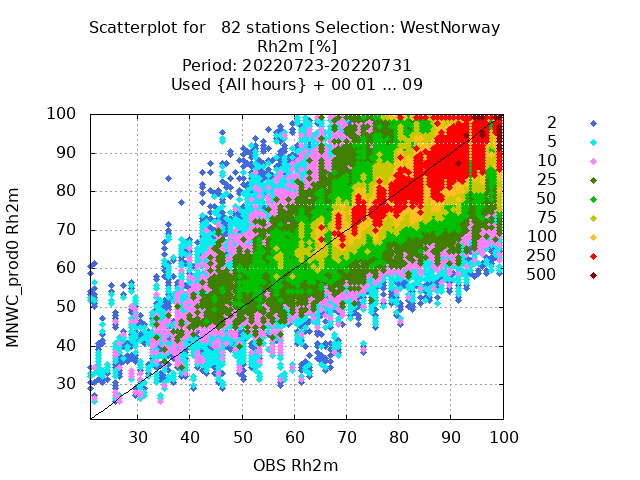 Scatterplot for   82 stations Selection: WestNorway
Rh2m [%]
Period: 20220723-20220731
Used {All hours} + 00 01 ... 09
100
90
80
70
60
50
40
30
MNWC_prod0 Rh2m
30 40 50 60 70 80 90 100
OBS Rh2m
2
5
10
25
50
75
100
250
500